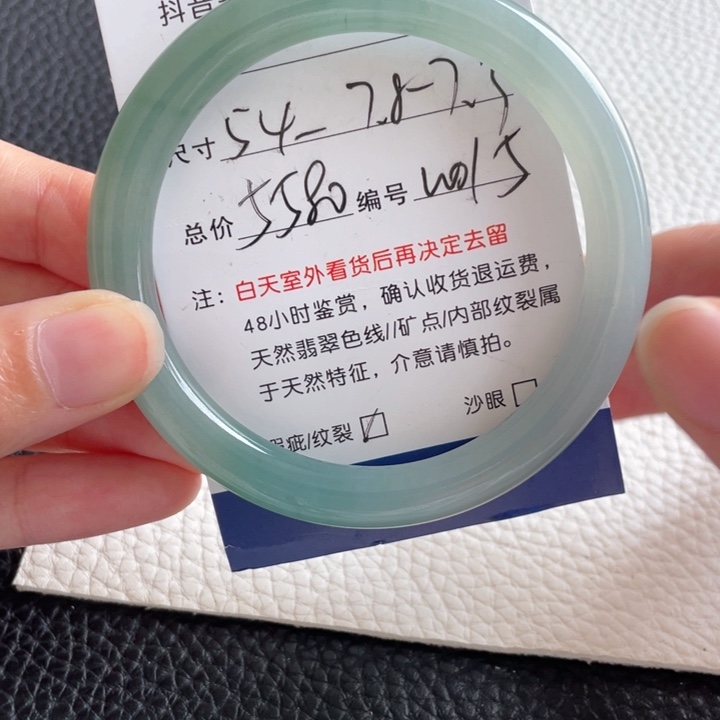 抖音
尺寸 54- 7.8-7.5
总价 5580 编号 W015
注：白天室外看货后再决定去留
48小时鉴赏，确认收货退运费，
天然翡翠色线//矿点/内部纹裂属
于天然特征，介意请慎拍。
瑕疵/纹裂 ☑ 沙眼 ☐